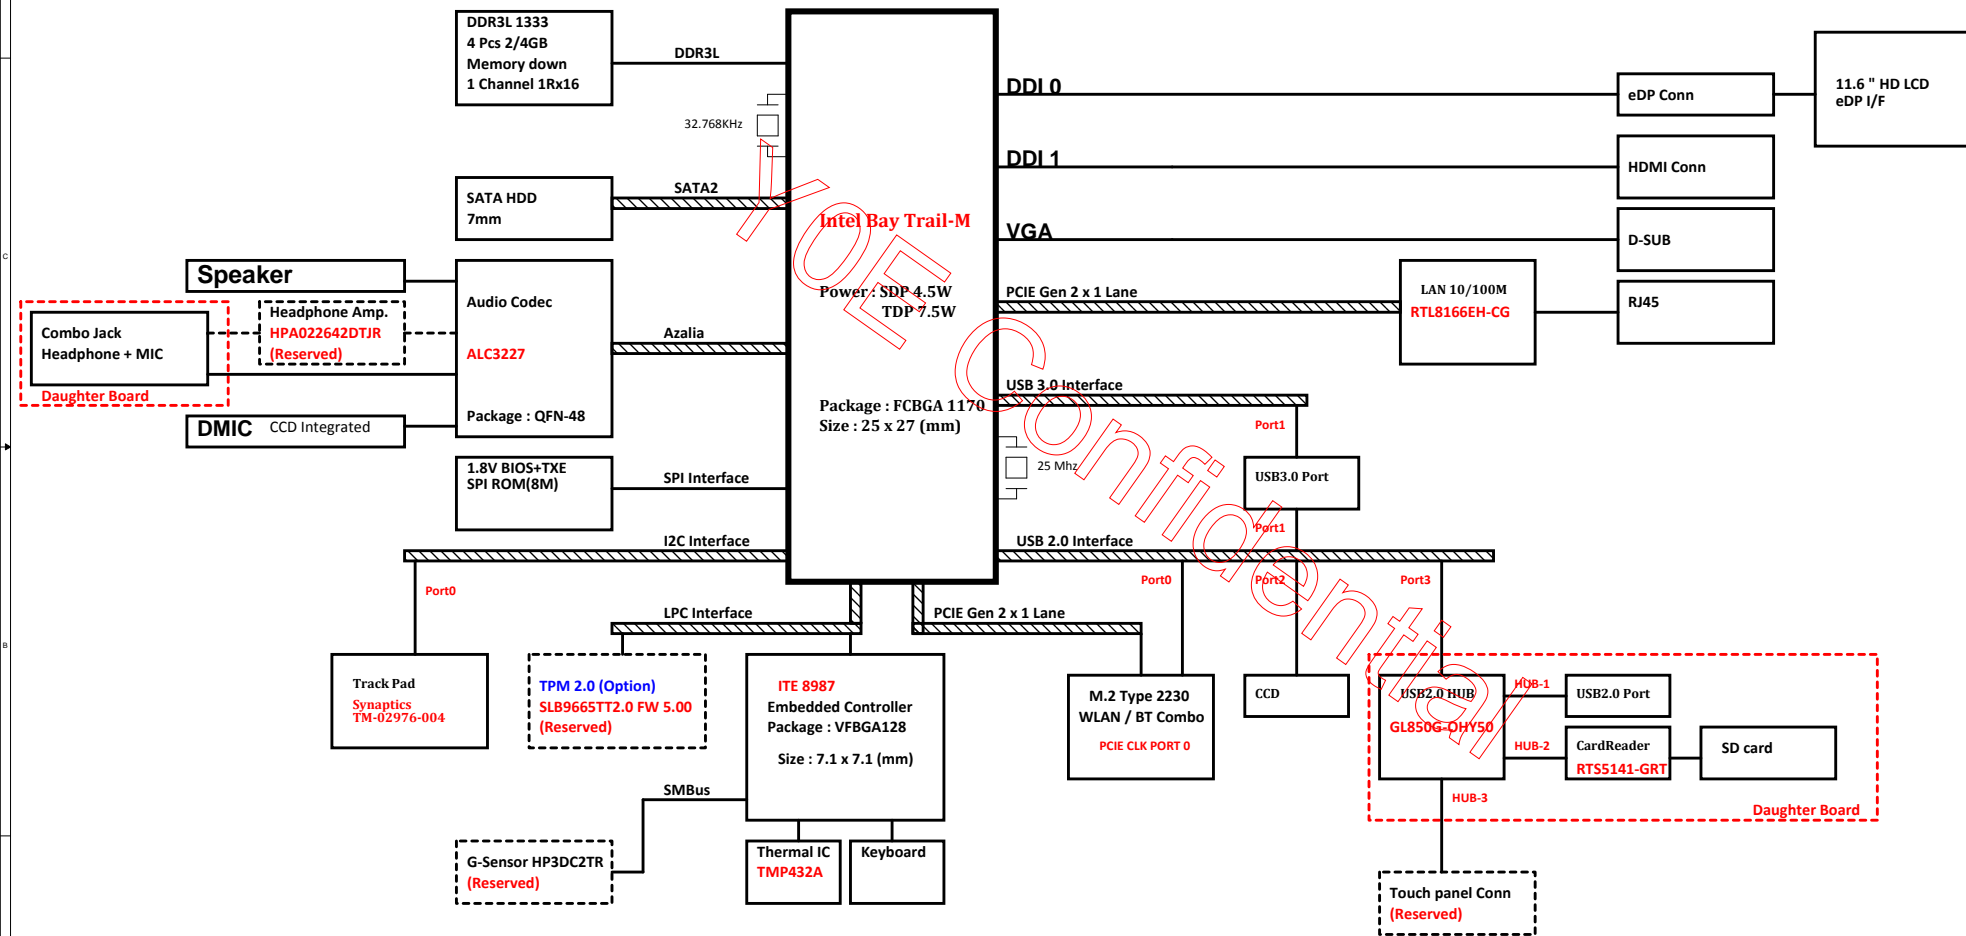 DDR3L 1333
4 Pcs 2/4GB
Memory down
1 Channel 1Rx16
DDR3L
32.768KHz
SATA HDD
7mm
SATA2
Speaker
Combo Jack
Headphone + MIC
Daughter Board
Headphone Amp.
HPA022642DTJR
(Reserved)
Audio Codec
ALC3227
Package : QFN-48
Azalia
DMIC CCD Integrated
1.8V BIOS+TXE
SPI ROM(8M)
SPI Interface
I2C Interface
Port0
Track Pad
Synaptics
TM-02976-004
LPC Interface
TPM 2.0 (Option)
SLB9665TT2.0 FW 5.00
(Reserved)
ITE 8987
Embedded Controller
Package : VFBGA128
Size : 7.1 x 7.1 (mm)
SMBus
G-Sensor HP3DC2TR
(Reserved)
Thermal IC
TMP432A
Keyboard
Intel Bay Trail-M
Power : SDP 4.5W
TDP 7.5W
Package : FCBGA 1170
Size : 25 x 27 (mm)
DDI 0
eDP Conn
11.6 " HD LCD
eDP I/F
DDI 1
HDMI Conn
VGA
D-SUB
PCIE Gen 2 x 1 Lane
LAN 10/100M
RTL8166EH-CG
RJ45
USB 3.0 Interface
Port1
25 Mhz
USB3.0 Port
Port1
USB 2.0 Interface
Port0
Port2
Port3
PCIE Gen 2 x 1 Lane
M.2 Type 2230
WLAN / BT Combo
PCIE CLK PORT 0
CCD
USB2.0 HUB
GL850G-OHY50
HUB-1
USB2.0 Port
HUB-2
CardReader
RTS5141-GRT
SD card
HUB-3
Daughter Board
Touch panel Conn
(Reserved)
YOE Confidential
C
B